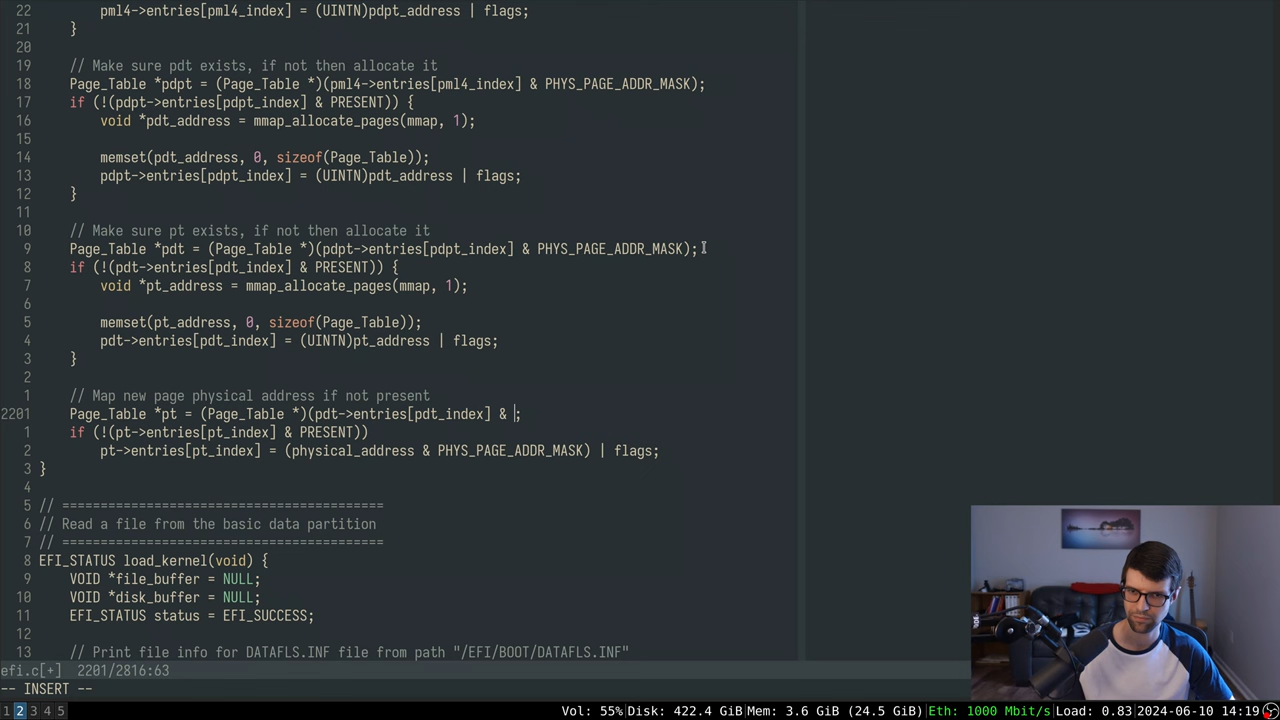 22 pml4->entries[pml4_index] = (UINTN)pdpt_address | flags;
21 }
20
19 // Make sure pdt exists, if not then allocate it
18 Page_Table *pdpt = (Page_Table *)(pml4->entries[pml4_index] & PHYS_PAGE_ADDR_MASK);
17 if (!(pdpt->entries[pdpt_index] & PRESENT)) {
16 void *pdt_address = mmap_allocate_pages(mmap, 1);
15
14 memset(pdt_address, 0, sizeof(Page_Table));
13 pdpt->entries[pdpt_index] = (UINTN)pdt_address | flags;
12 }
11
10 // Make sure pt exists, if not then allocate it
9 Page_Table *pdt = (Page_Table *)(pdpt->entries[pdpt_index] & PHYS_PAGE_ADDR_MASK);
8 if (!(pdt->entries[pdt_index] & PRESENT)) {
7 void *pt_address = mmap_allocate_pages(mmap, 1);
6
5 memset(pt_address, 0, sizeof(Page_Table));
4 pdt->entries[pdt_index] = (UINTN)pt_address | flags;
3 }
2
1 // Map new page physical address if not present
2201 Page_Table *pt = (Page_Table *)(pdt->entries[pdt_index] & ;
1 if (!(pt->entries[pt_index] & PRESENT))
2 pt->entries[pt_index] = (physical_address & PHYS_PAGE_ADDR_MASK) | flags;
3 }
4
5 // ==========================================
6 // Read a file from the basic data partition
7 // ==========================================
8 EFI_STATUS load_kernel(void) {
9 VOID *file_buffer = NULL;
10 VOID *disk_buffer = NULL;
11 EFI_STATUS status = EFI_SUCCESS;
12
13 // Print file info for DATAFLS.INF file from path "/EFI/BOOT/DATAFLS.INF"
efi.c[+] 2201/2816:63
-- INSERT --
1 2 3 4 5 Vol: 55%|Disk: 422.4 GiB|Mem: 3.6 GiB (24.5 GiB)|Eth: 1000 Mbit/s|Load: 0.83|2024-06-10 14:19